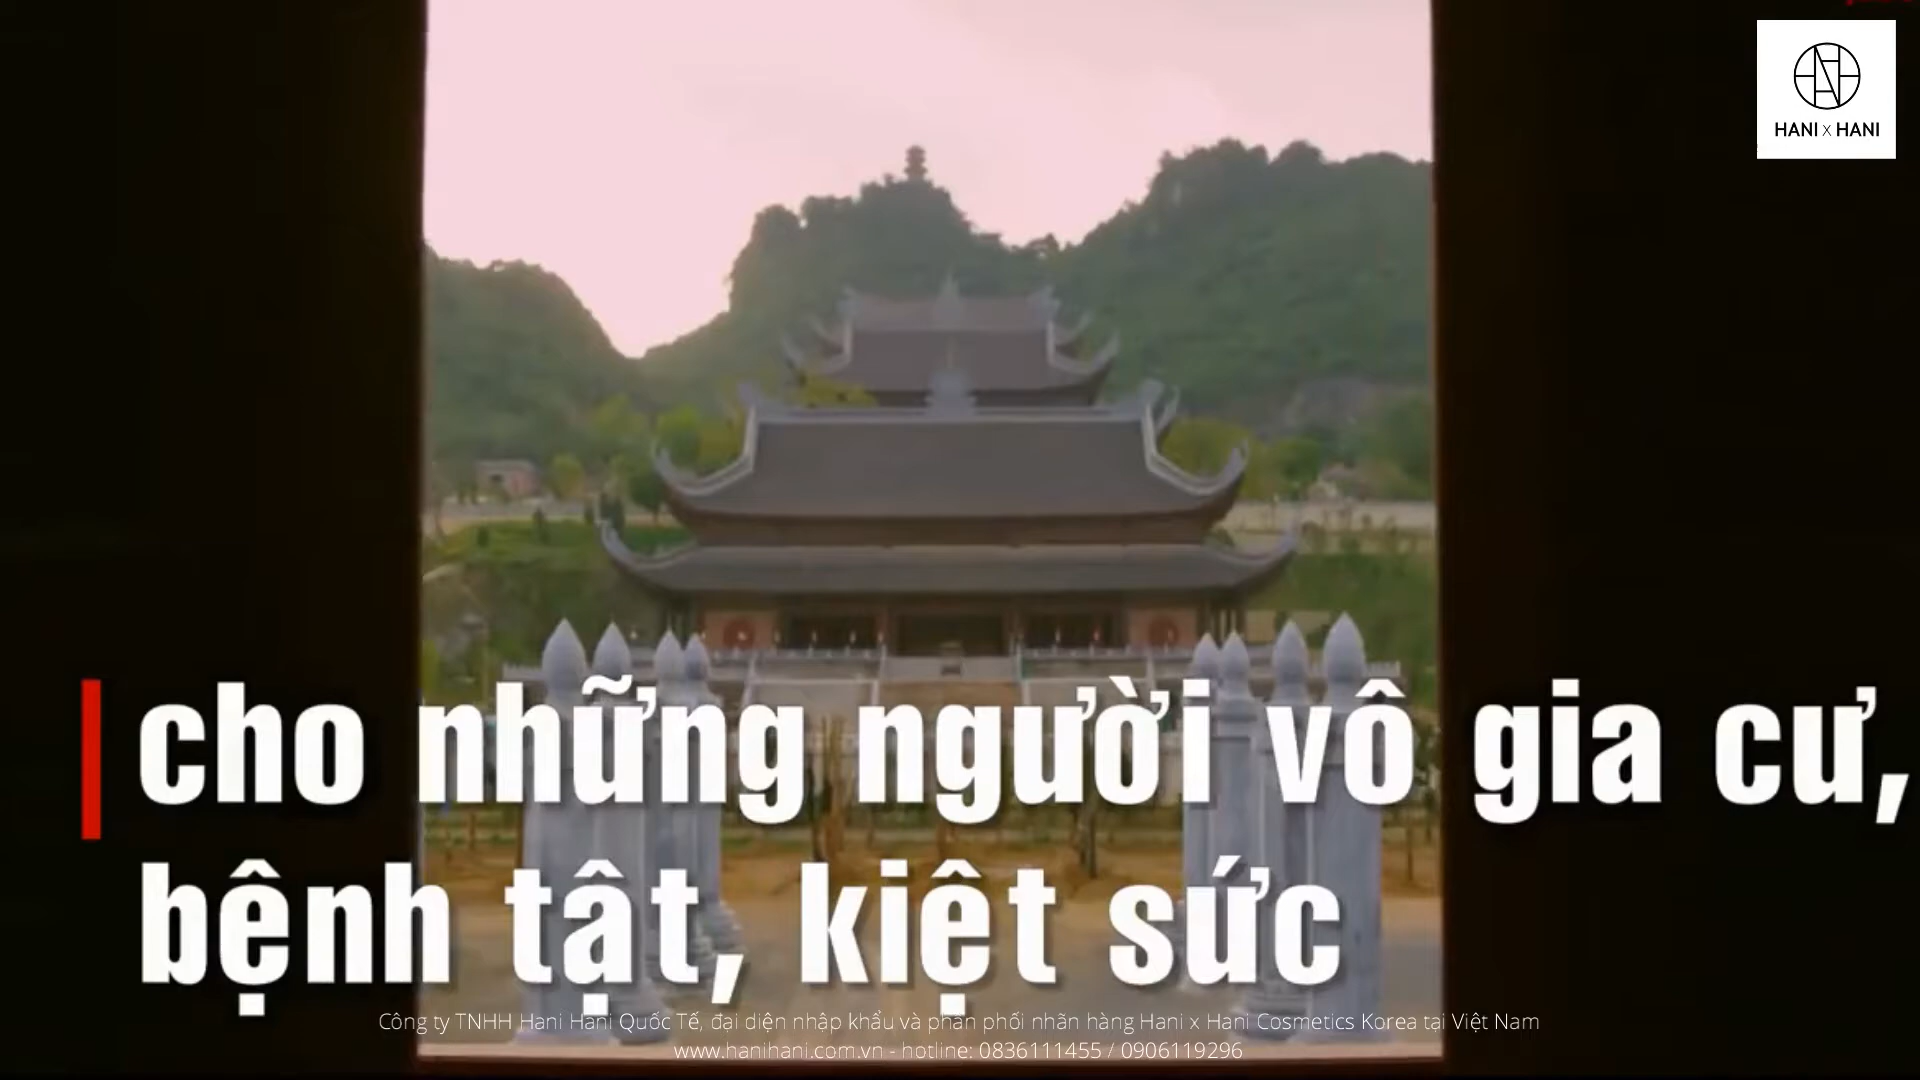 HANI x HANI
cho những người vô gia cư,
bệnh tật, kiệt sức
Công ty TNHH Hani Hani Quốc Tế, đại diện nhập khẩu và phân phối nhãn hàng Hani x Hani Cosmetics Korea tại Việt Nam
www.hanihani.com.vn - hotline: 0836111455 / 0906119296